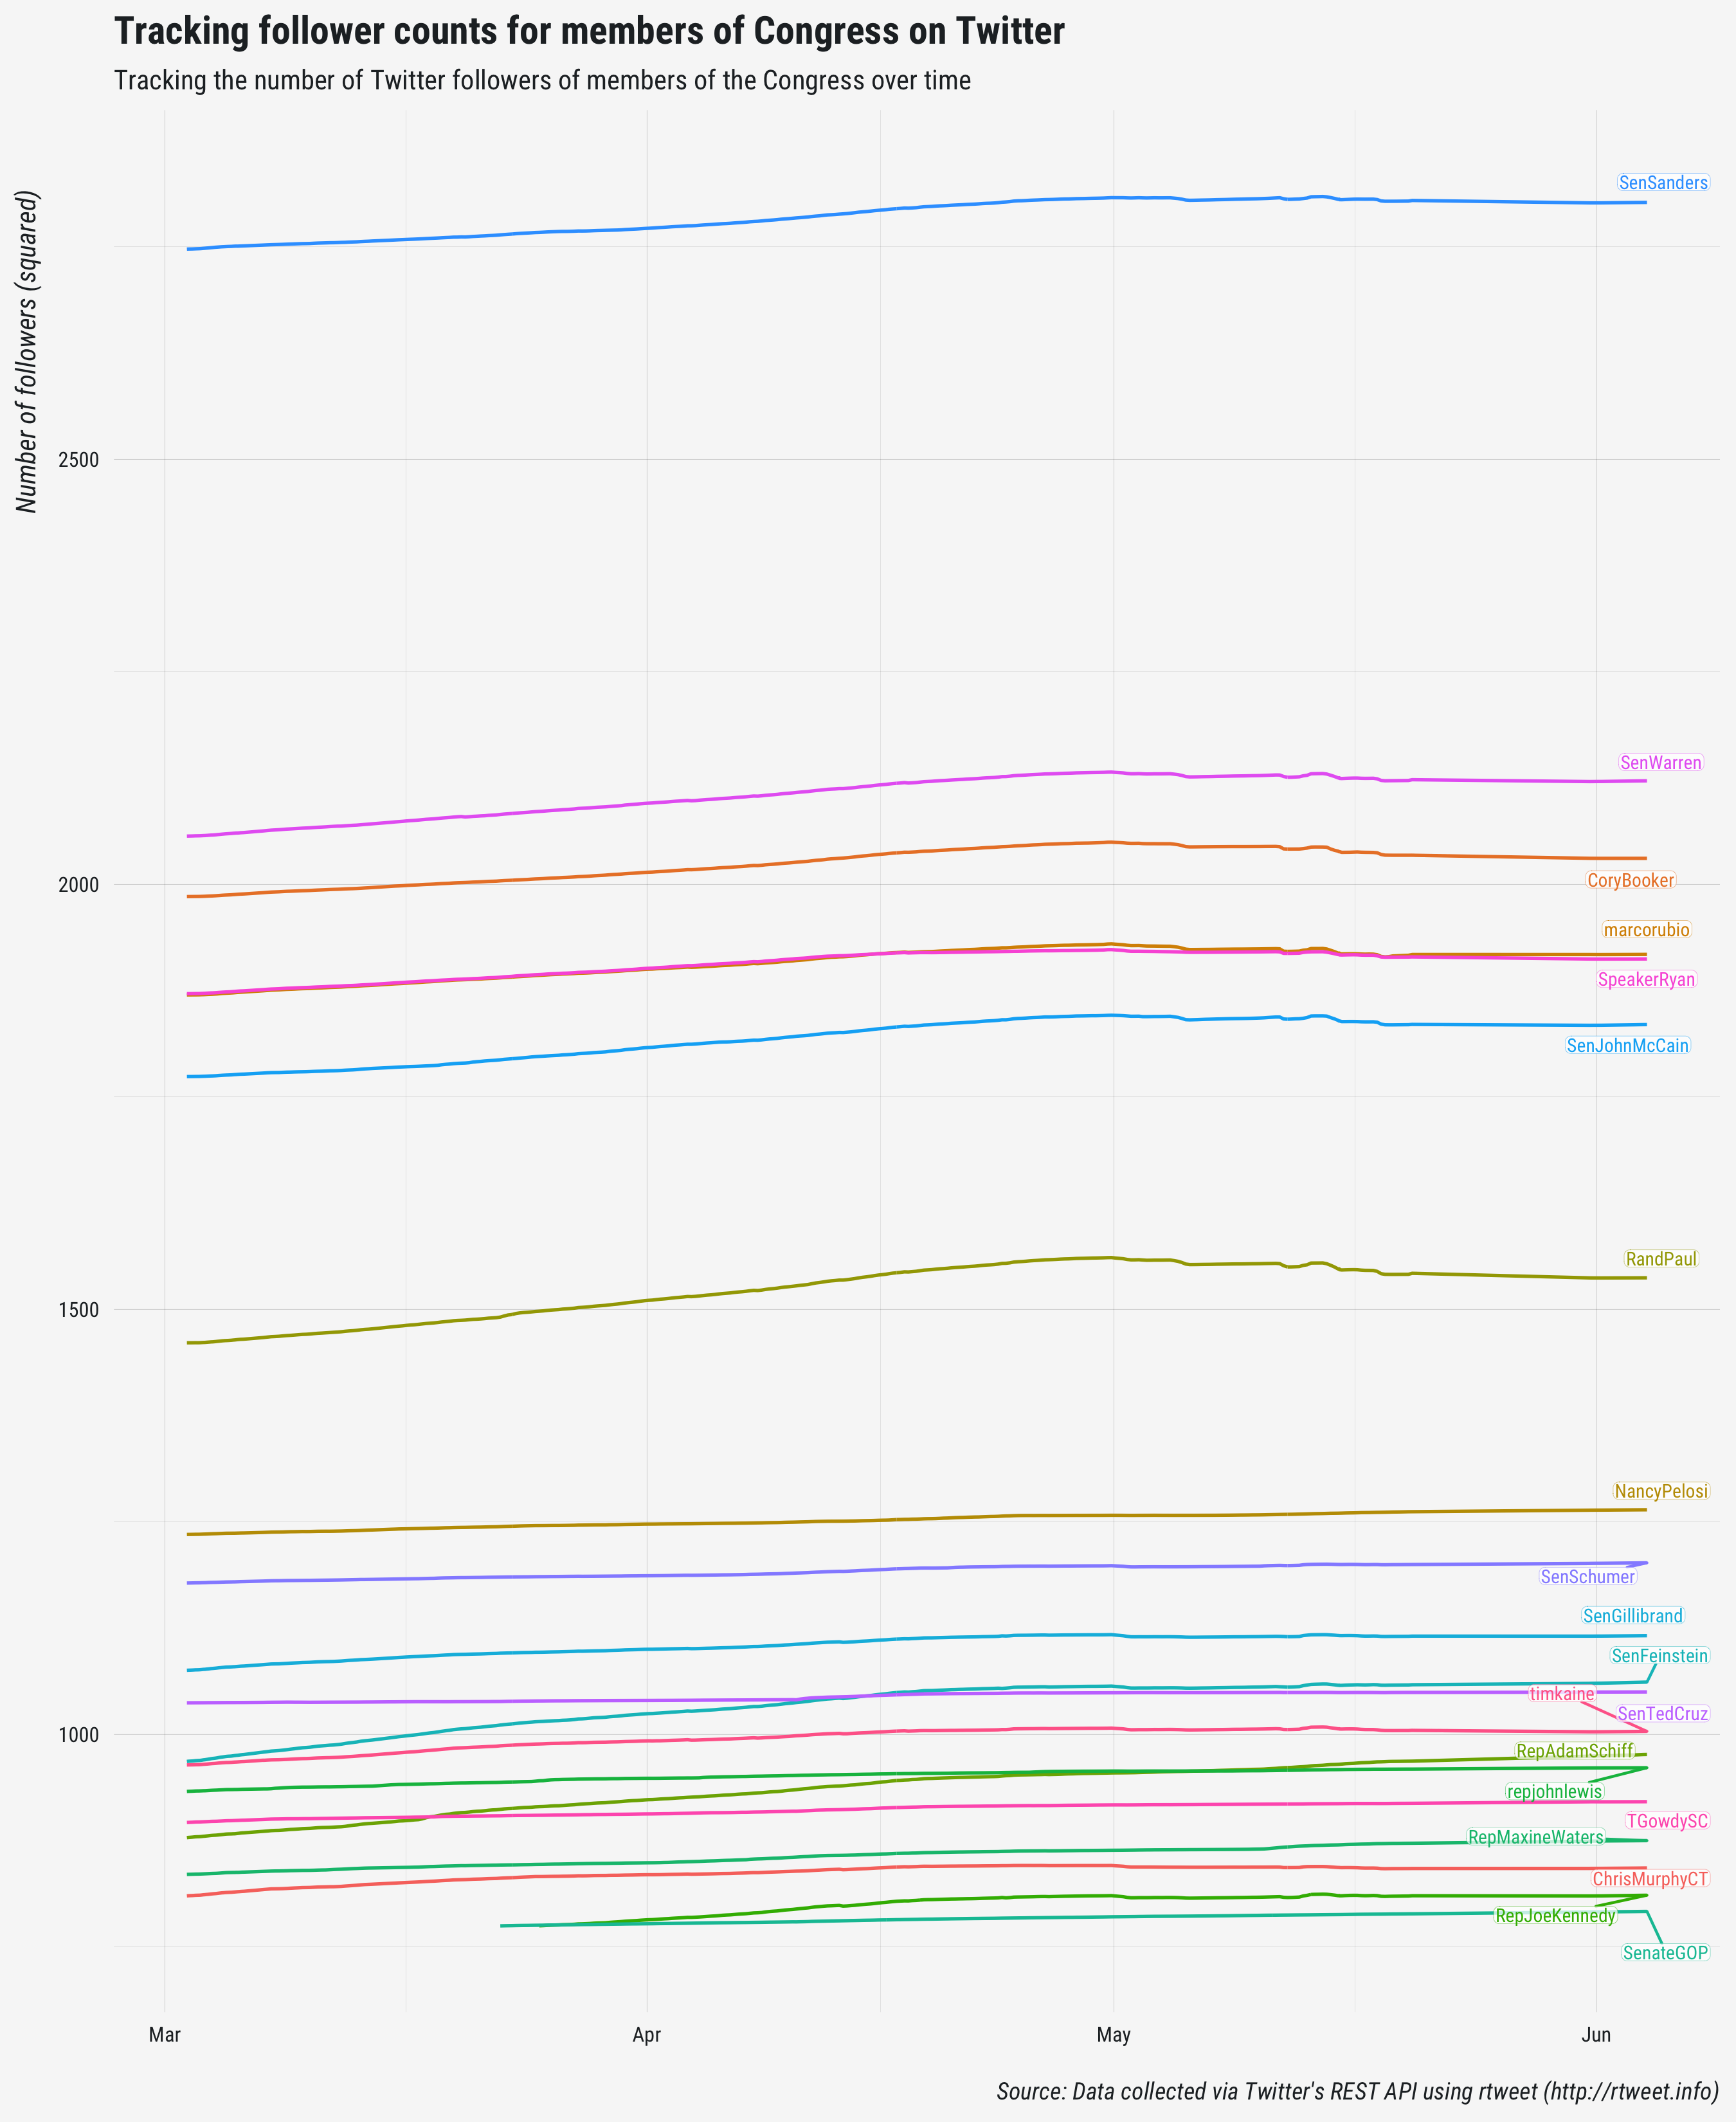 Tracking follower counts for members of Congress on Twitter
Tracking the number of Twitter followers of members of the Congress over time
Number of followers (squared)
2500
2000
1500
1000
SenSanders
SenWarren
CoryBooker
marcorubio
SpeakerRyan
SenJohnMcCain
RandPaul
NancyPelosi
SenSchumer
SenGillibrand
SenFeinstein
timkaine
SenTedCruz
RepAdamSchiff
repjohnlewis
TGowdySC
RepMaxineWaters
ChrisMurphyCT
RepJoeKennedy
SenateGOP
Mar
Apr
May
Jun
Source: Data collected via Twitter's REST API using rtweet (http://rtweet.info)